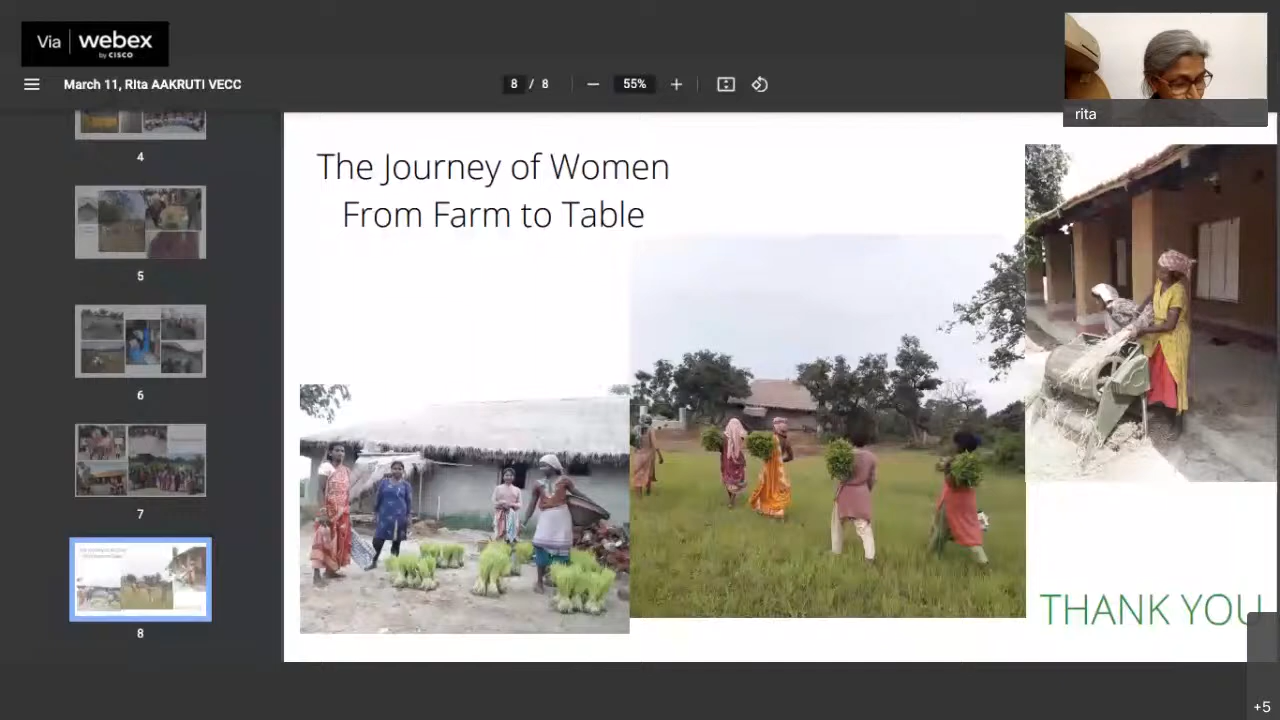 Via | webex
by CISCO
March 11, RIta AAKRUTI VECC
8 / 8
55%
rita
4
5
6
7
8
The Journey of Women
From Farm to Table
THANK YOU
+5